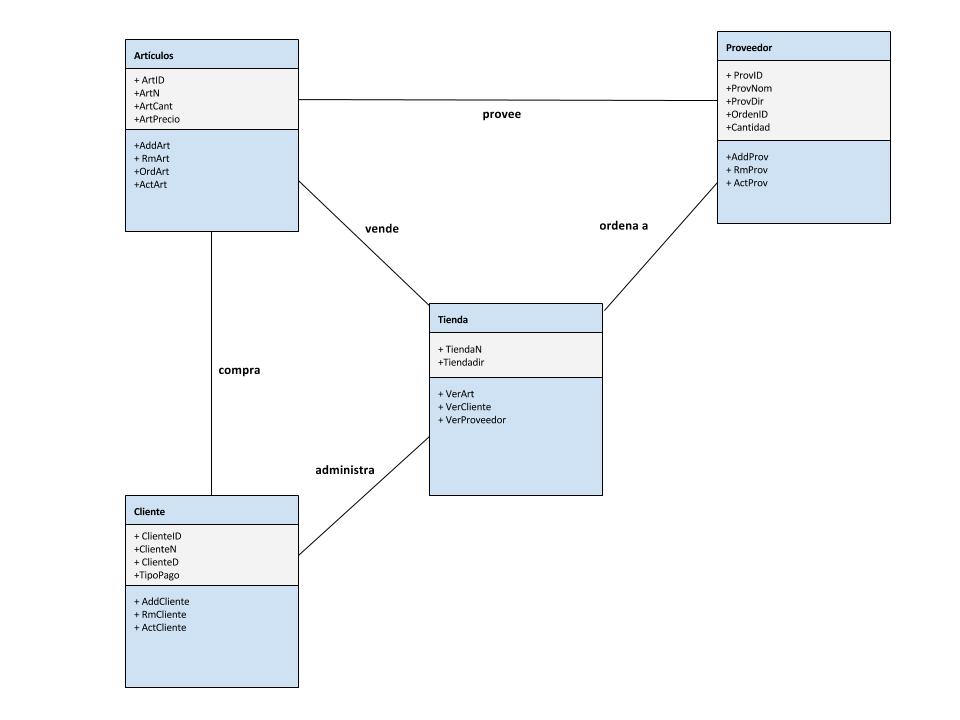 Artículos
+ ArtID
+ArtN
+ArtCant
+ArtPrecio
+AddArt
+ RmArt
+OrdArt
+ActArt
provee
Proveedor
+ ProvID
+ProvNom
+ProvDir
+OrdenID
+Cantidad
+AddProv
+ RmProv
+ ActProv
vende
ordena a
Tienda
+ TiendaN
+Tiendadir
+ VerArt
+ VerCliente
+ VerProveedor
compra
administra
Cliente
+ ClienteID
+ClienteN
+ ClienteD
+TipoPago
+ AddCliente
+ RmCliente
+ ActCliente